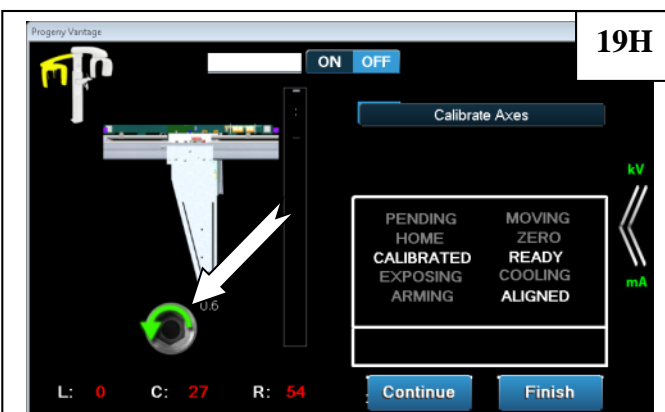 Progeny Vantage
19H
ON OFF
Calibrate Axes
kV
PENDING MOVING
HOME ZERO
CALIBRATED READY
EXPOSING COOLING
ARMING ALIGNED
mA
0.6
L: 0 C: 27 R: 54
Continue Finish